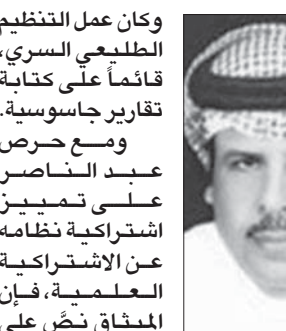 وكان عمل التنظيم
الطليعي السري،
قائماً على كتابة
تقارير جاسوسية.
ومع حرص
عبد الناصر
على تمييز
اشتراكية نظامه
عن الاشتراكية
العلمية، فإن
الميثاق نصَّ على